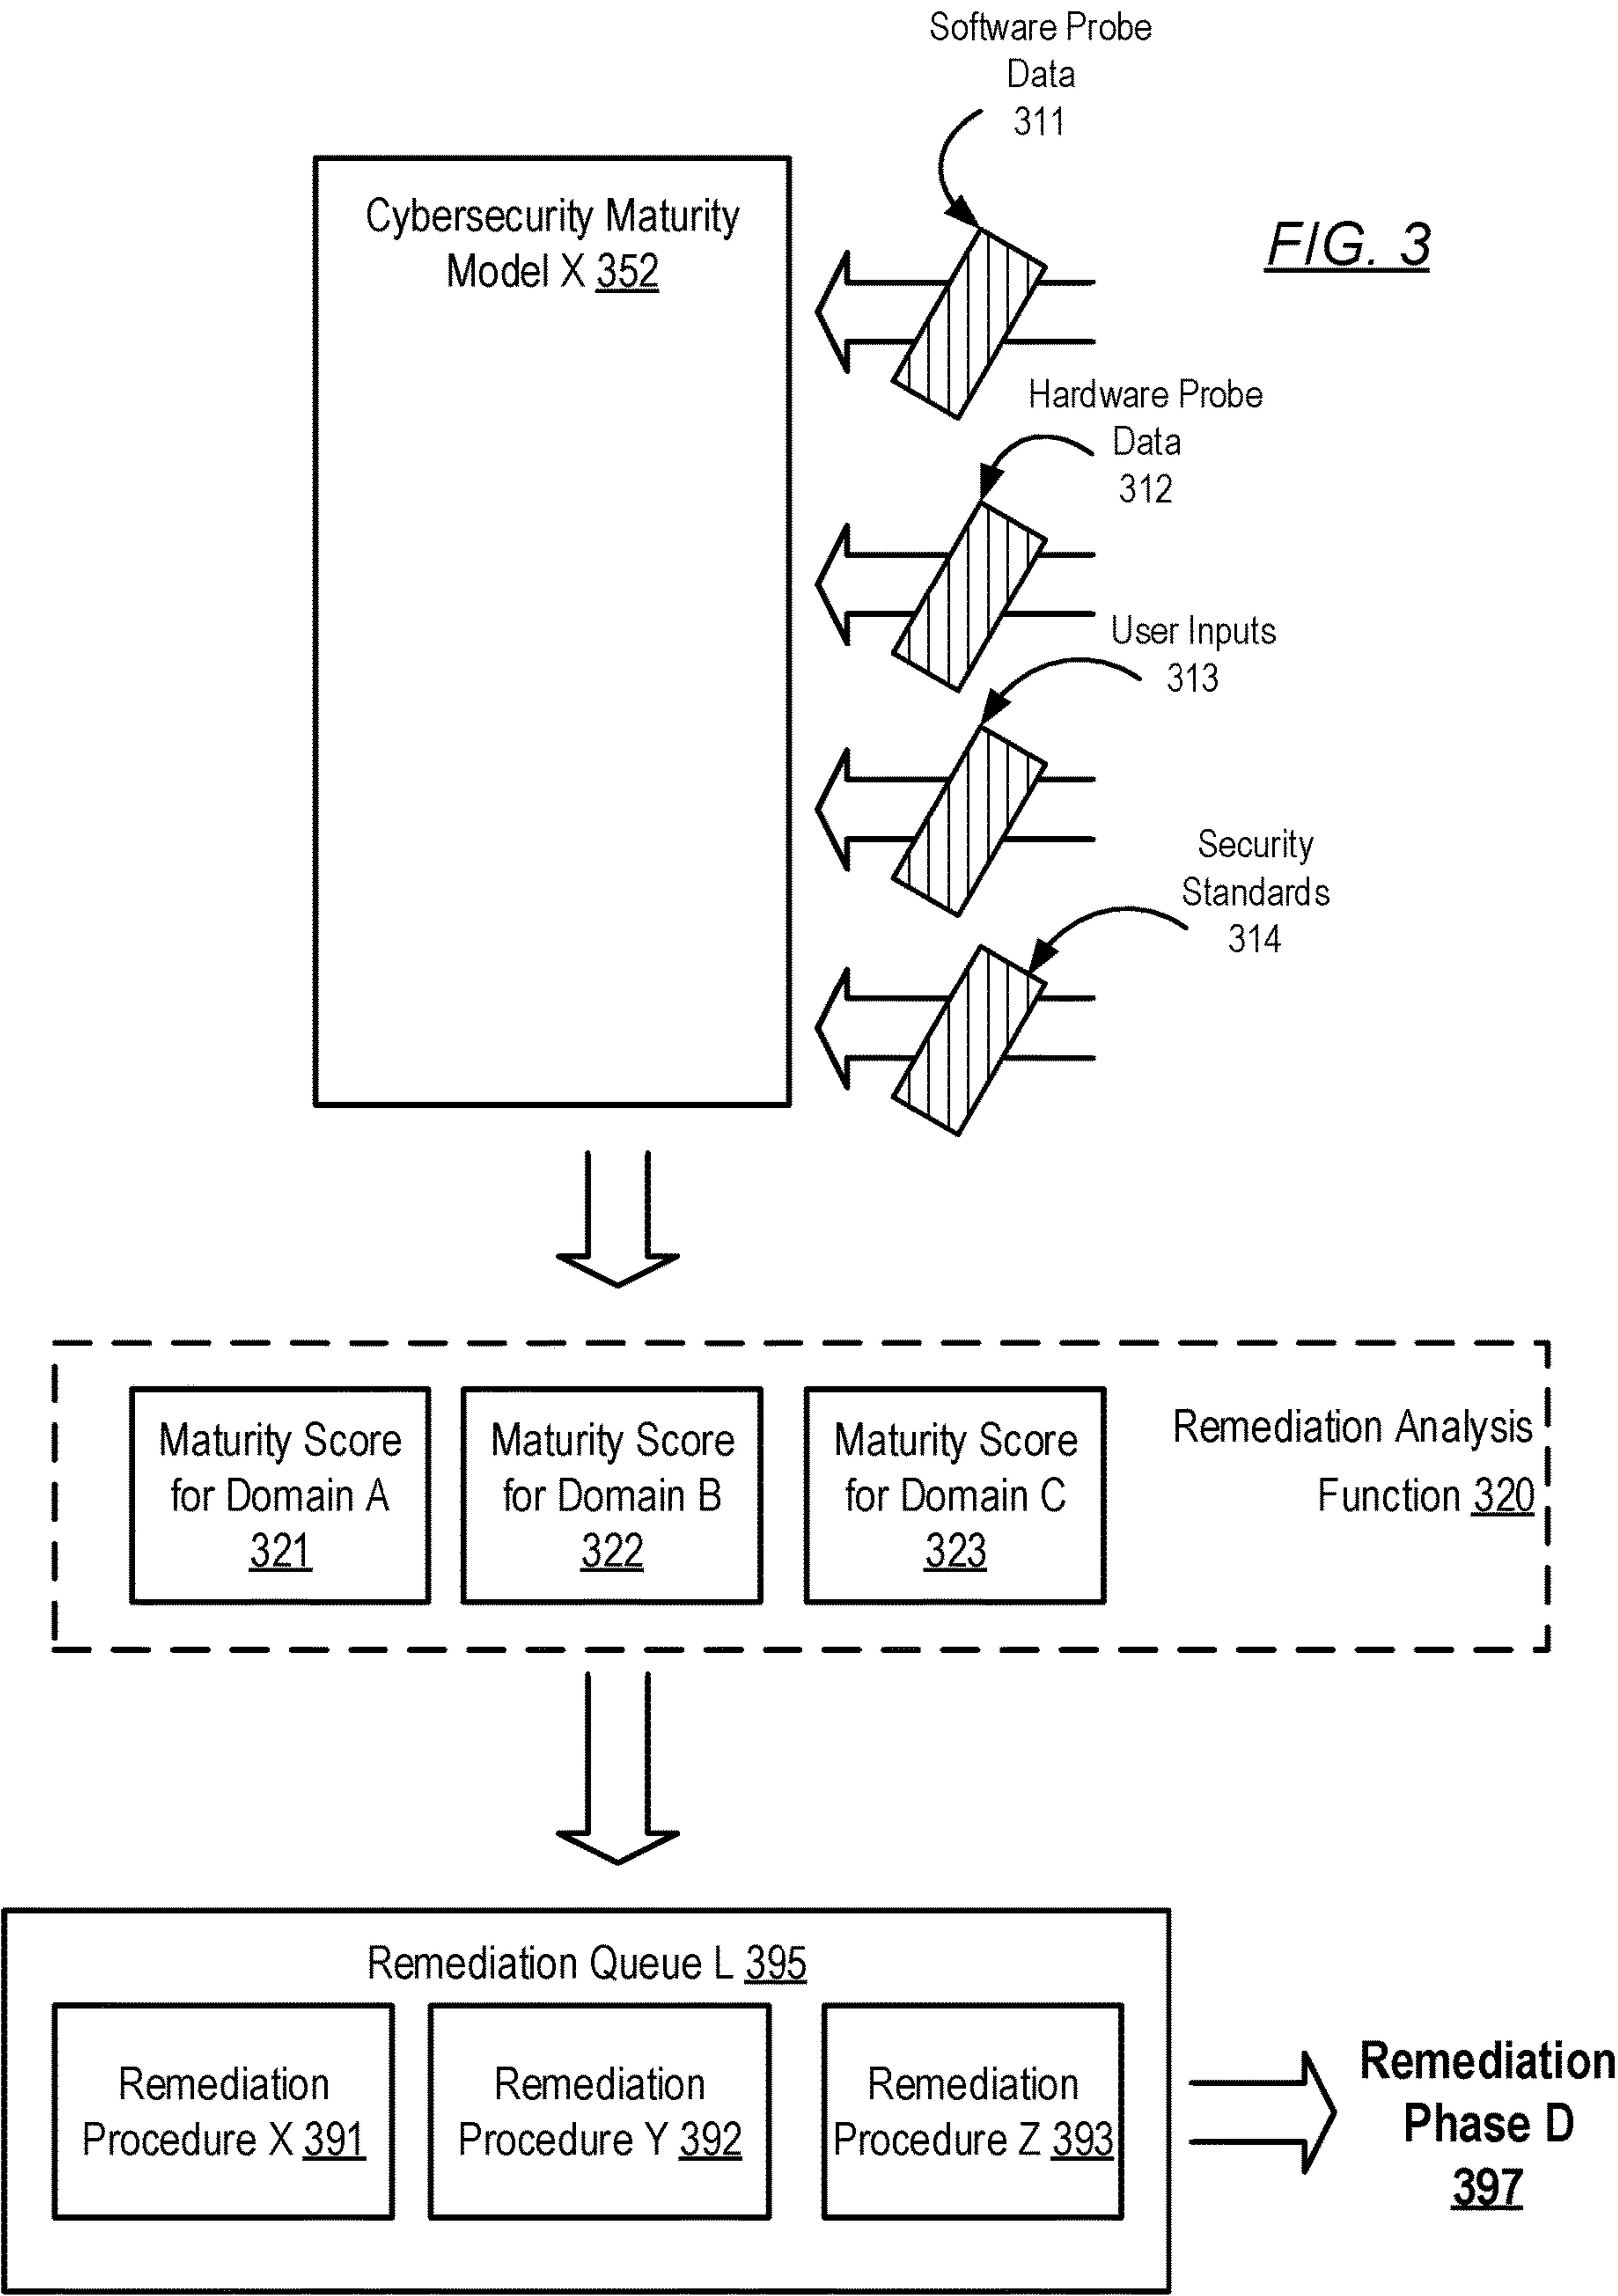 Software Probe
Data
311
FIG. 3
Cybersecurity Maturity
Model X 352
Hardware Probe
Data
312
User Inputs
313
Security
Standards
314
Maturity Score
for Domain A
321
Maturity Score
for Domain B
322
Maturity Score
for Domain C
323
Remediation Analysis
Function 320
Remediation Queue L 395
Remediation
Procedure X 391
Remediation
Procedure Y 392
Remediation
Procedure Z 393
Remediation
Phase D
397